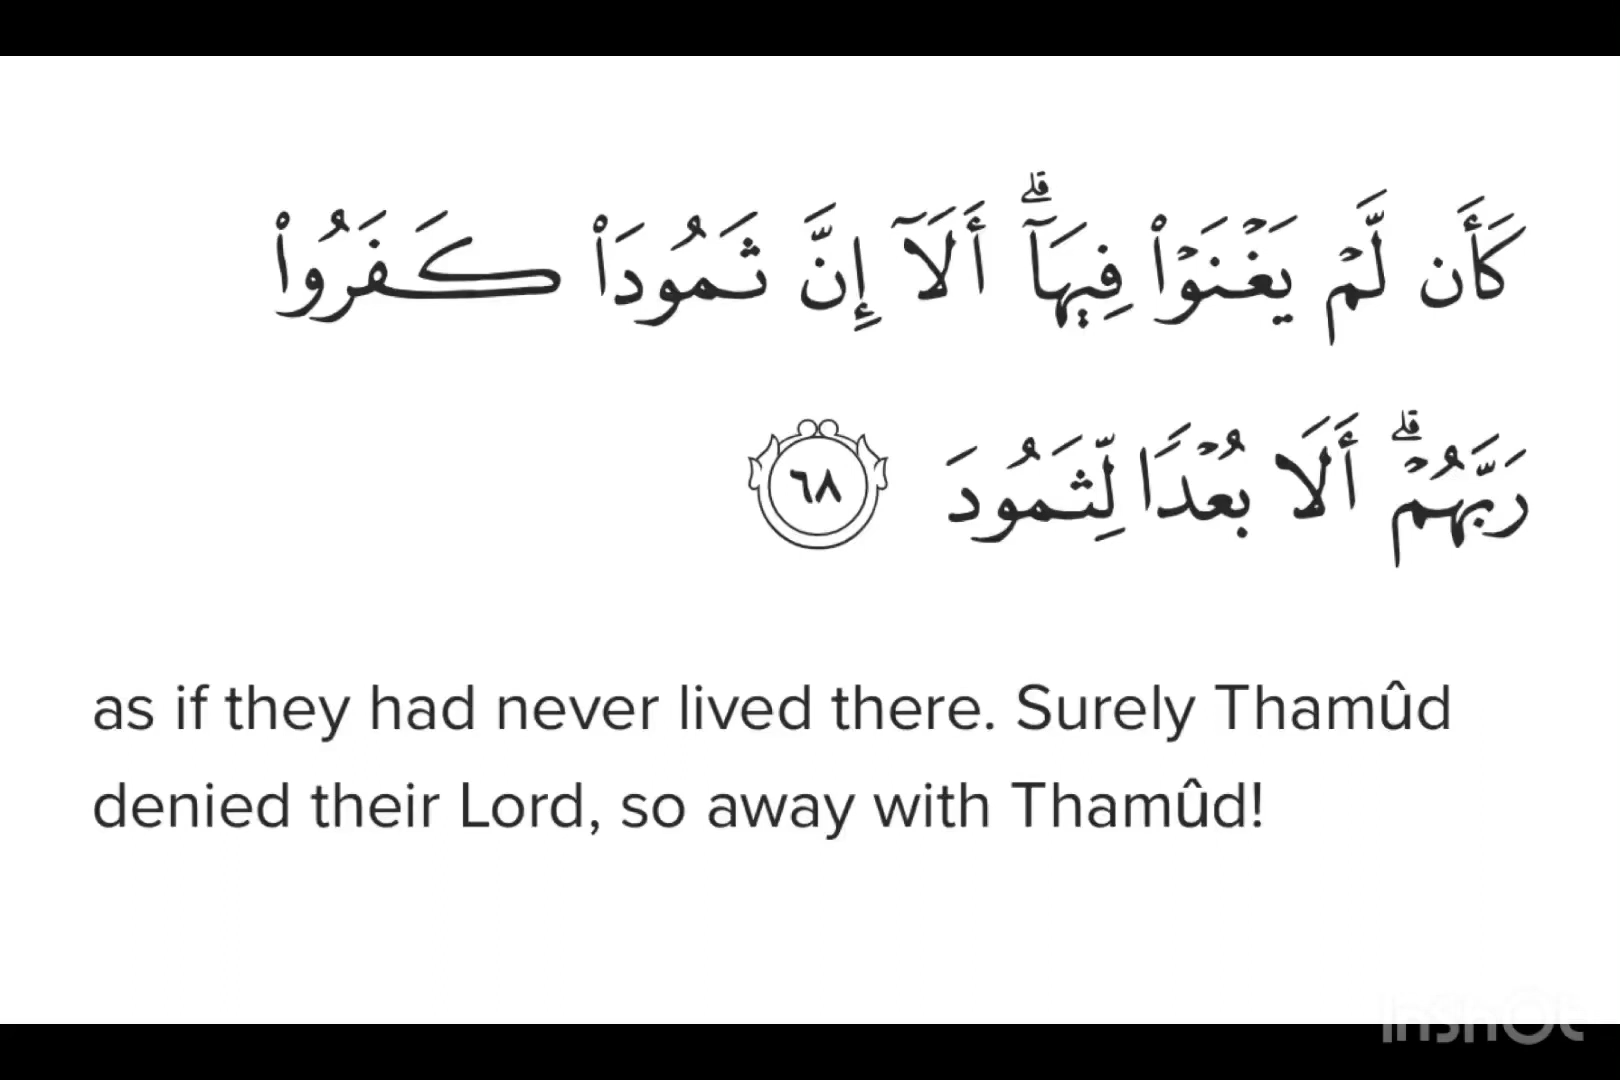 كَأَن لَّمْ يَغْنَوْا۟ فِيهَآ ۗ أَلَآ إِنَّ ثَمُودَا۟ كَفَرُوا۟
رَبَّهُمْ ۗ أَلَا بُعْدًا لِّثَمُودَ ٦٨
as if they had never lived there. Surely Thamûd
denied their Lord, so away with Thamûd!
InShOt